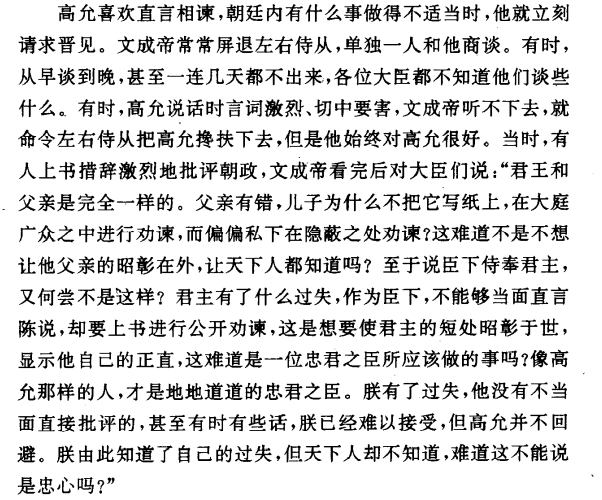 高允喜欢直言相谏，朝廷内有什么事做得不适当时，他就立刻
请求晋见。文成帝常常屏退左右侍从，单独一人和他商谈。有时，
从早谈到晚，甚至一连几天都不出来，各位大臣都不知道他们谈些
什么。有时，高允说话时言词激烈、切中要害，文成帝听不下去，就
命令左右侍从把高允搀扶下去，但是他始终对高允很好。当时，有
人上书措辞激烈地批评朝政，文成帝看完后对大臣们说：“君王和
父亲是完全一样的。父亲有错，儿子为什么不把它写纸上，在大庭
广众之中进行劝谏，而偏偏私下在隐蔽之处劝谏？这难道不是不想
让他父亲的昭彰在外，让天下人都知道吗？至于说臣下侍奉君主，
又何尝不是这样？君主有了什么过失，作为臣下，不能够当面直言
陈说，却要上书进行公开劝谏，这是想要使君主的短处昭彰于世，
显示他自己的正直，这难道是一位忠君之臣所应该做的事吗？像高
允那样的人，才是地地道道的忠君之臣。朕有了过失，他没有不当
面直接批评的，甚至有时有些话，朕已经难以接受，但高允并不回
避。朕由此知道了自己的过失，但天下人却不知道，难道这不能说
是忠心吗？”